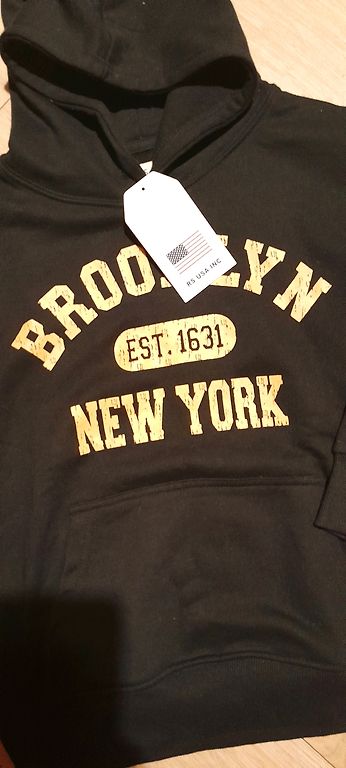 BROOKLYN
RS USA INC
EST. 1631
NEW YORK